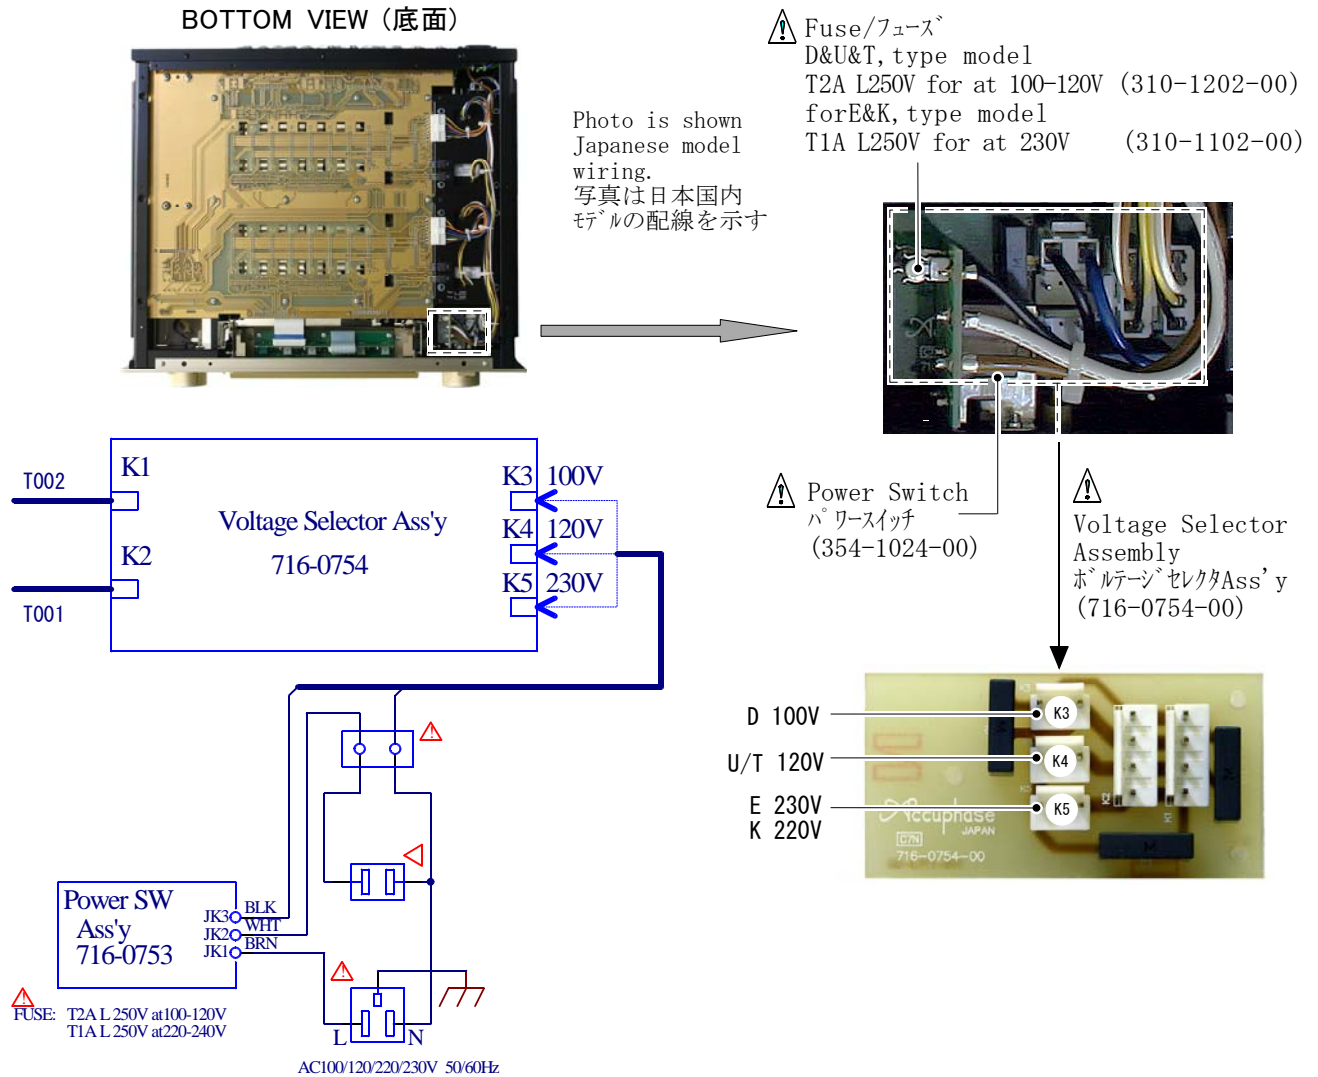 BOTTOM VIEW (底面)
Photo is shown
Japanese model
wiring.
写真は日本国内
ﾓﾃﾞﾙの配線を示す
Fuse/ﾌｭｰｽﾞ
D&U&T, type model
T2A L250V for at 100-120V (310-1202-00)
forE&K, type model
T1A L250V for at 230V (310-1102-00)
Power Switch
ﾊﾟﾜｰｽｲｯﾁ
(354-1024-00)
Voltage Selector
Assembly
ﾎﾞﾙﾃｰｼﾞｾﾚｸﾀAss'y
(716-0754-00)
T002
K1
K2
T001
Voltage Selector Ass'y
716-0754
K3 100V
K4 120V
K5 230V
D 100V
U/T 120V
E 230V
K 220V
K3
K4
K5
Accuphase
JAPAN
C7N
716-0754-00
K2
K1
Power SW
Ass'y
716-0753
JK3 BLK
JK2 WHT
JK1 BRN
FUSE: T2A L 250V at100-120V
T1A L 250V at220-240V
L N
AC100/120/220/230V 50/60Hz